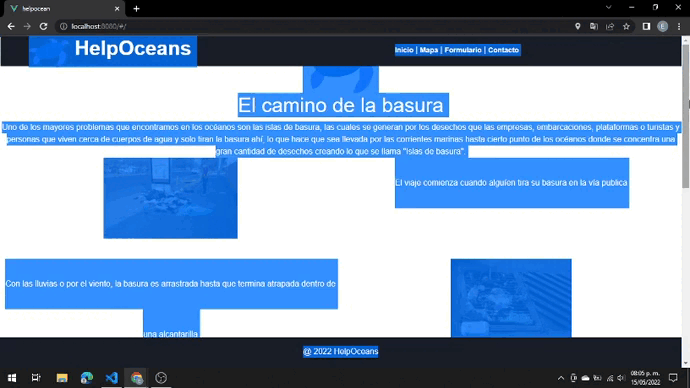 helpocean
localhost:8080/#/
E
HelpOceans
Inicio | Mapa | Formulario | Contacto
El camino de la basura
Uno de los mayores problemas que encontramos en los océanos son las islas de basura, las cuales se generan por los desechos que las empresas, embarcaciones, plataformas o turistas y
personas que viven cerca de cuerpos de agua y solo tiran la basura ahí, lo que hace que sea llevada por las corrientes marinas hasta cierto punto de los océanos donde se concentra una
gran cantidad de desechos creando lo que se llama "Islas de basura".
El viaje comienza cuando alguien tira su basura en la vía publica
Con las lluvias o por el viento, la basura es arrastrada hasta que termina atrapada dentro de
una alcantarilla
@ 2022 HelpOceans
08:05 p. m.
15/05/2022